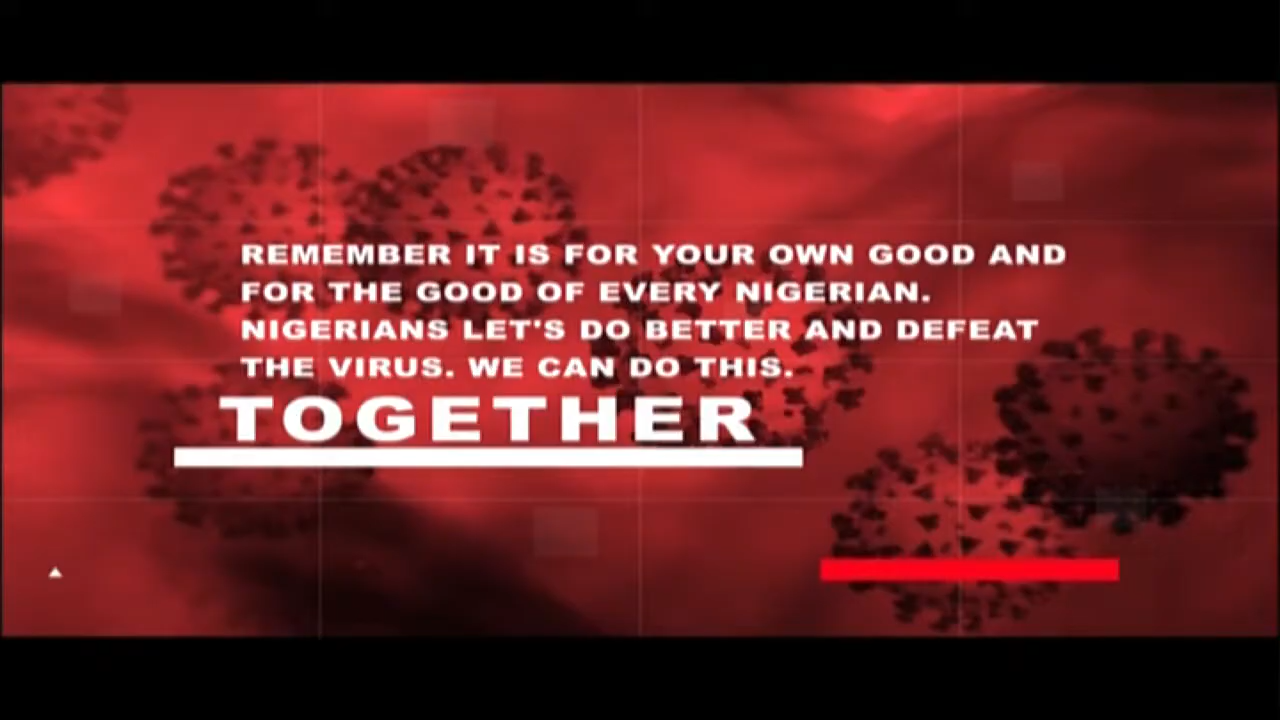 REMEMBER IT IS FOR YOUR OWN GOOD AND
FOR THE GOOD OF EVERY NIGERIAN.
NIGERIANS LET'S DO BETTER AND DEFEAT
THE VIRUS. WE CAN DO THIS.
TOGETHER